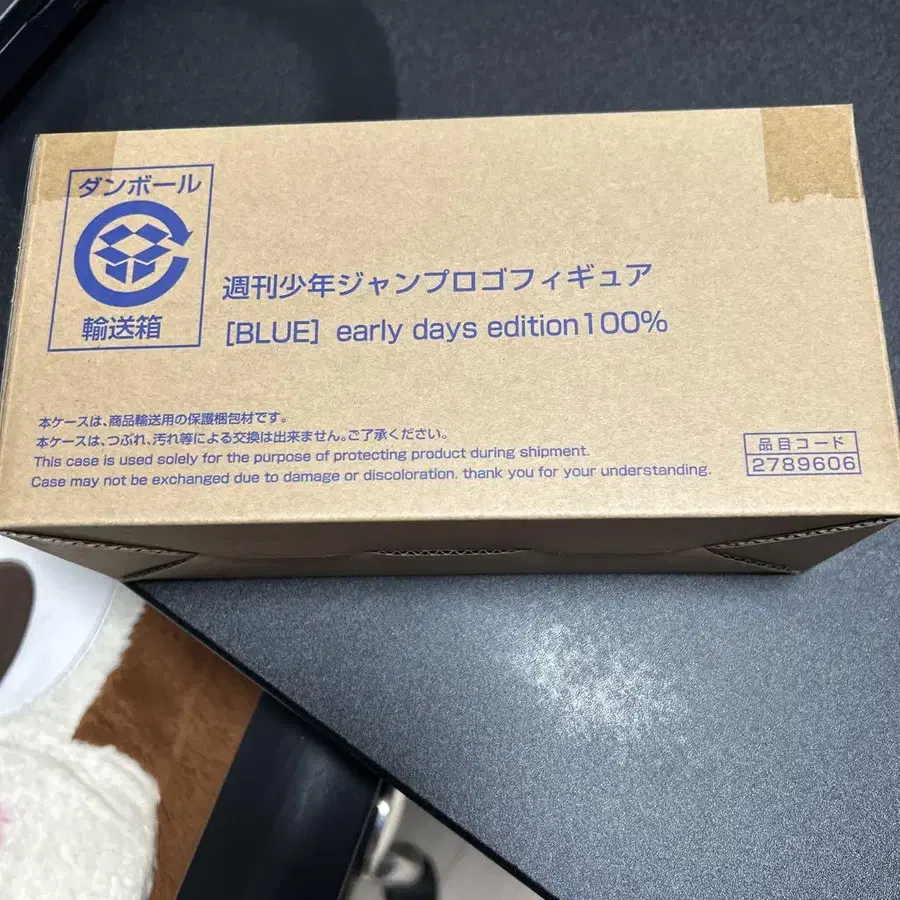 ダンボール
輸送箱
週刊少年ジャンプロゴフィギュア
[BLUE] early days edition100%
本ケースは、商品輸送用の保護梱包材です。
本ケースは、つぶれ、汚れ等による交換は出来ません。ご了承ください。
This case is used solely for the purpose of protecting product during shipment.
Case may not be exchanged due to damage or discoloration. thank you for your understanding.
品目コード
2789606